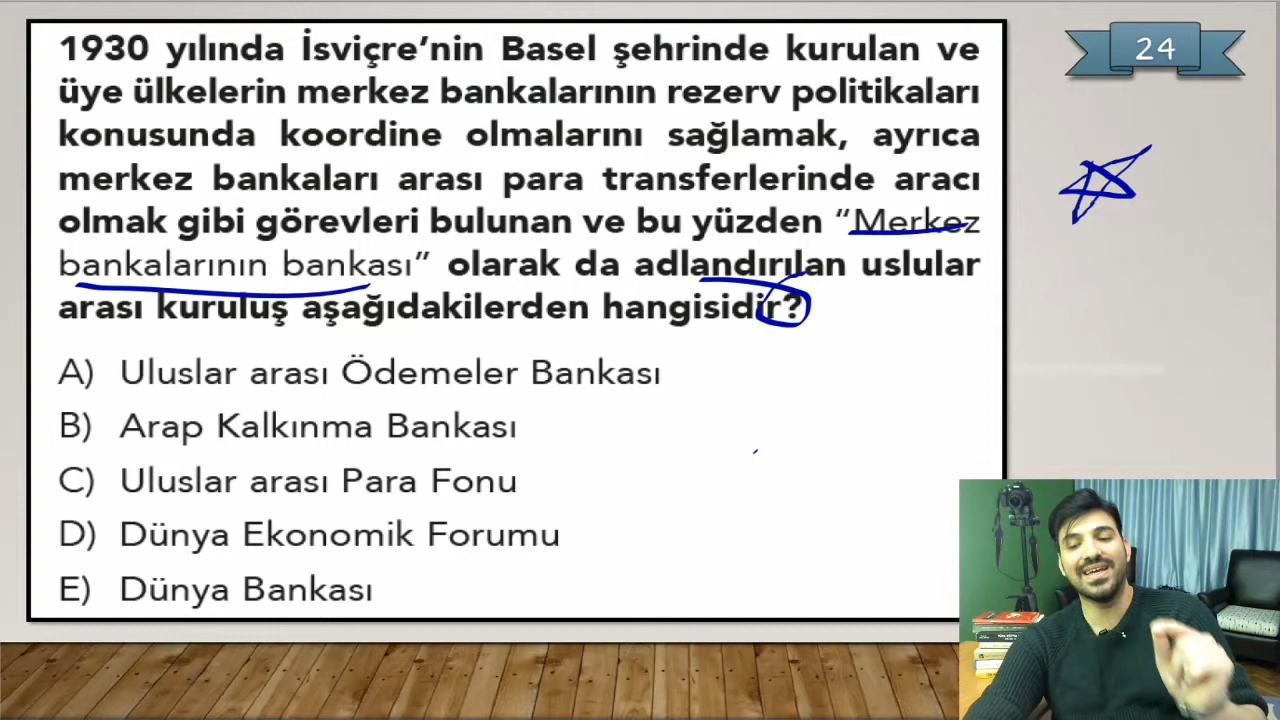 24
1930 yılında İsviçre’nin Basel şehrinde kurulan ve
üye ülkelerin merkez bankalarının rezerv politikaları
konusunda koordine olmalarını sağlamak, ayrıca
merkez bankaları arası para transferlerinde aracı
olmak gibi görevleri bulunan ve bu yüzden “Merkez
bankalarının bankası” olarak da adlandırılan uslular
arası kuruluş aşağıdakilerden hangisidir?
A) Uluslar arası Ödemeler Bankası
B) Arap Kalkınma Bankası
C) Uluslar arası Para Fonu
D) Dünya Ekonomik Forumu
E) Dünya Bankası